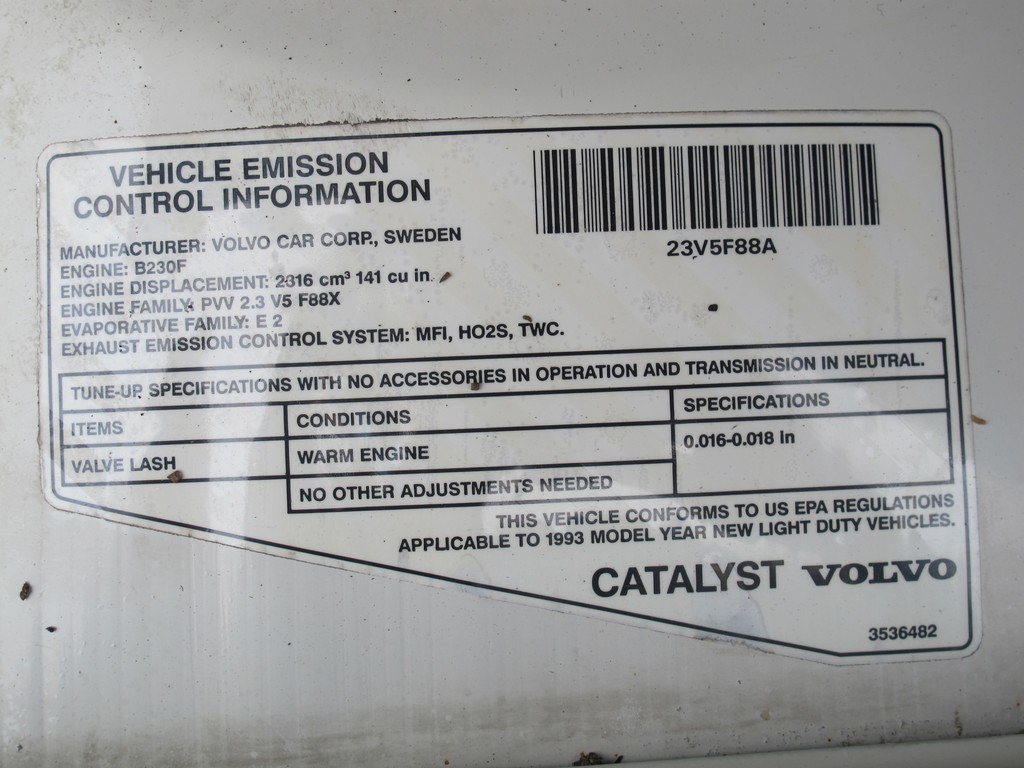 VEHICLE EMISSION
CONTROL INFORMATION
23V5F88A
MANUFACTURER: VOLVO CAR CORP., SWEDEN
ENGINE: B230F
ENGINE DISPLACEMENT: 2316 cm³ 141 cu in.
ENGINE FAMILY: PVV 2.3 V5 F88X
EVAPORATIVE FAMILY: E 2
EXHAUST EMISSION CONTROL SYSTEM: MFI, HO2S, TWC.
TUNE-UP SPECIFICATIONS WITH NO ACCESSORIES IN OPERATION AND TRANSMISSION IN NEUTRAL.
ITEMS CONDITIONS SPECIFICATIONS
VALVE LASH WARM ENGINE 0.016-0.018 in
NO OTHER ADJUSTMENTS NEEDED
THIS VEHICLE CONFORMS TO US EPA REGULATIONS
APPLICABLE TO 1993 MODEL YEAR NEW LIGHT DUTY VEHICLES.
CATALYST VOLVO
3536482